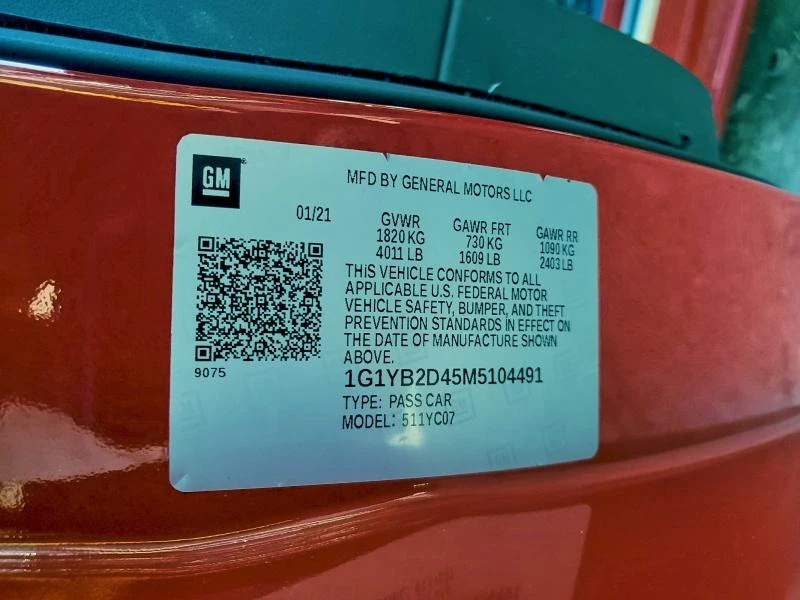 GM
MFD BY GENERAL MOTORS LLC
01/21
GVWR GAWR FRT GAWR RR
1820 KG 730 KG 1090 KG
4011 LB 1609 LB 2403 LB
THIS VEHICLE CONFORMS TO ALL
APPLICABLE U.S. FEDERAL MOTOR
VEHICLE SAFETY, BUMPER, AND THEFT
PREVENTION STANDARDS IN EFFECT ON
THE DATE OF MANUFACTURE SHOWN
ABOVE.
9075
1G1YB2D45M5104491
TYPE: PASS CAR
MODEL: 511YC07